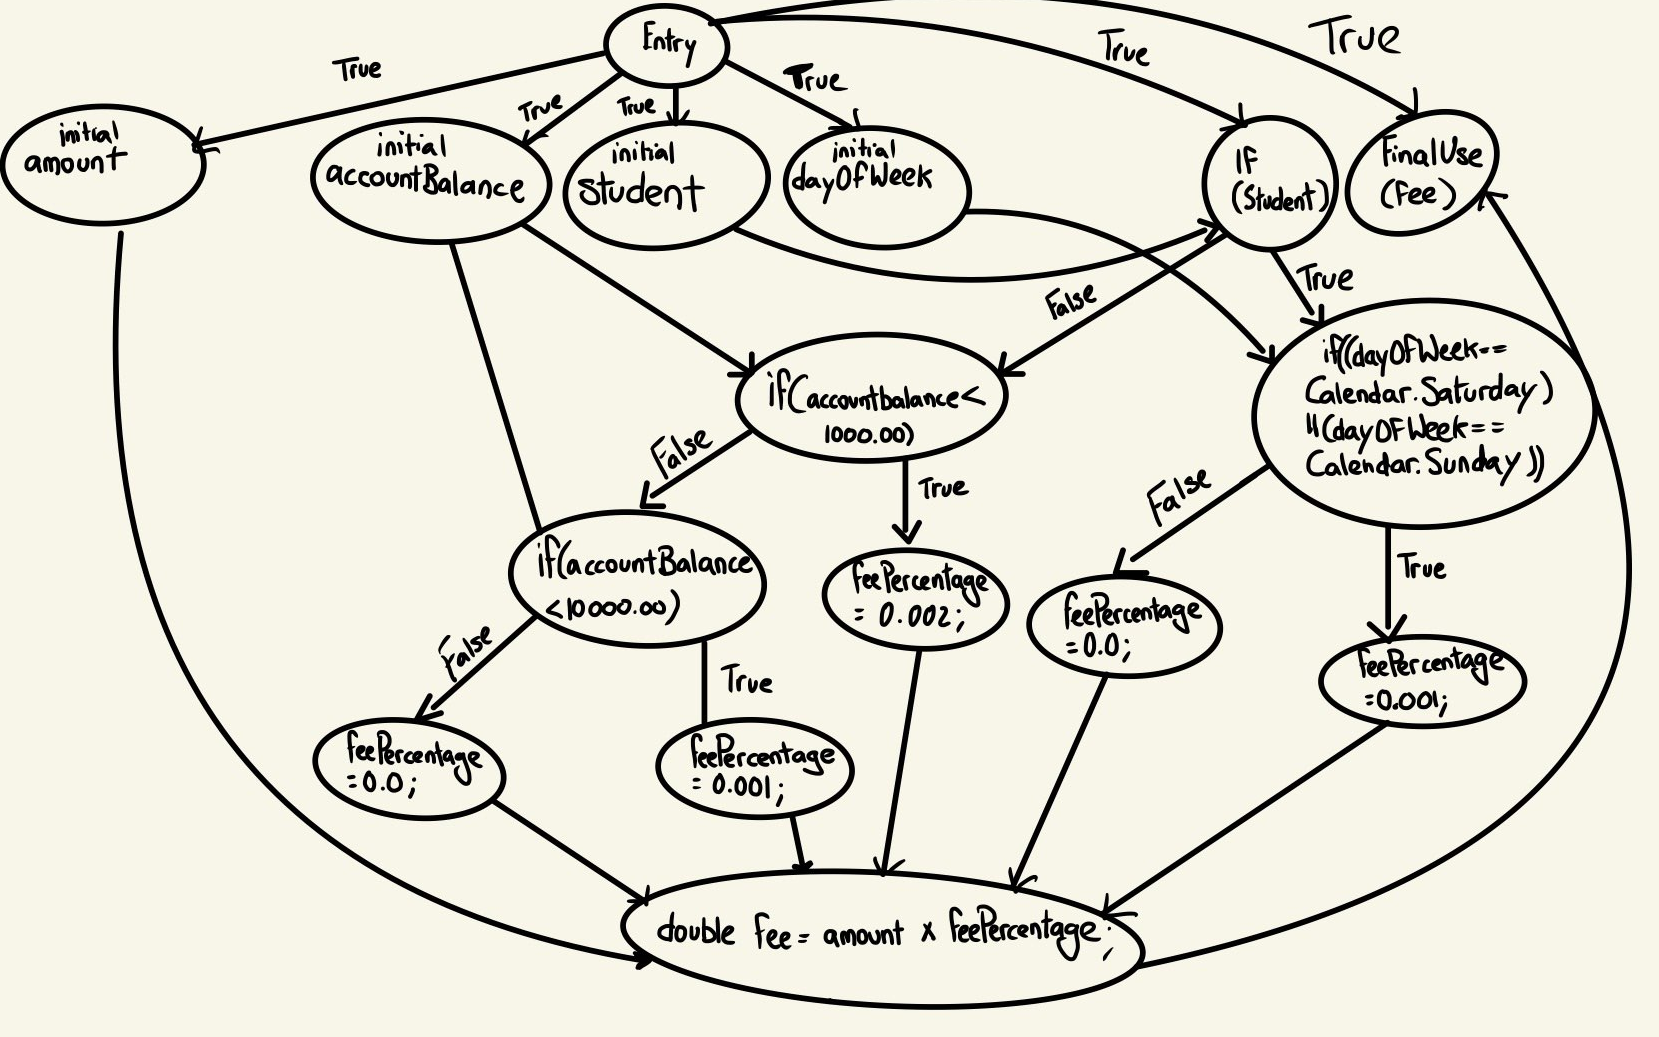 Entry
True
True
True
True
True
True
initial
amount
initial
accountBalance
initial
Student
initial
dayOfWeek
IF
(Student)
FinalUse
(Fee)
False
True
if(accountbalance<
1000.00)
if((dayOfWeek==
Calendar.Saturday)
||(dayOfWeek==
Calendar.Sunday))
False
True
False
True
if(accountBalance
<10000.00)
feePercentage
= 0.002;
feePercentage
=0.0;
feePercentage
=0.001;
False
True
feePercentage
=0.0;
feePercentage
= 0.001;
double fee = amount x feePercentage;